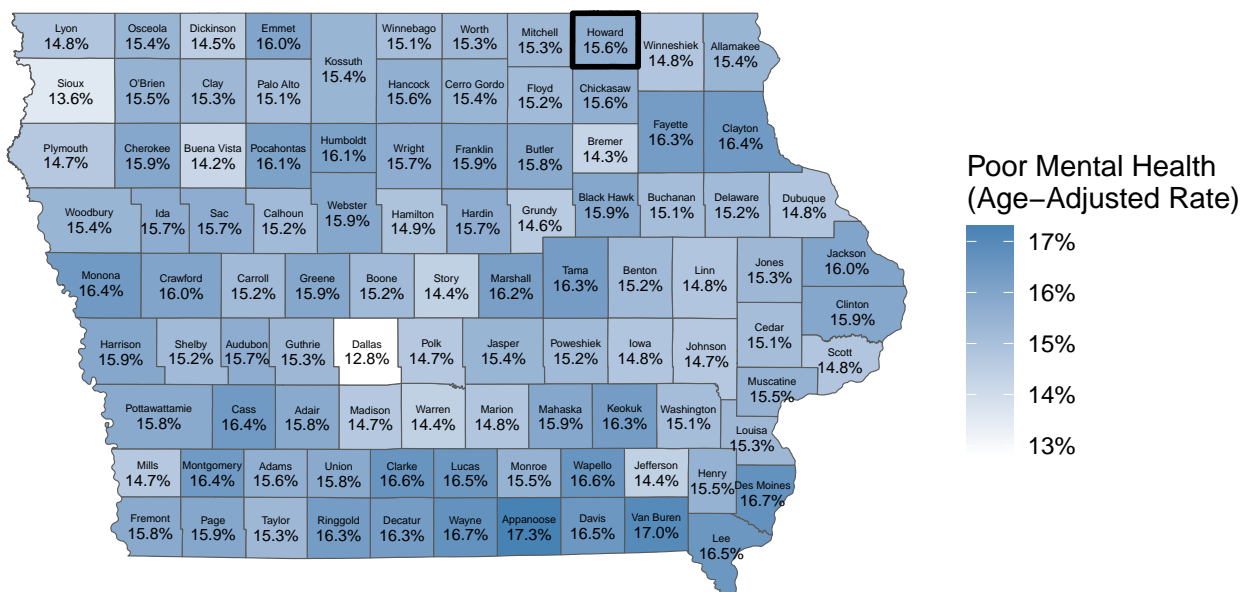 Lyon
14.8%
Osceola
15.4%
Dickinson
14.5%
Emmet
16.0%
Kossuth
15.4%
Winnebago
15.1%
Worth
15.3%
Mitchell
15.3%
Howard
15.6%
Winneshiek
14.8%
Allamakee
15.4%
Sioux
13.6%
O'Brien
15.5%
Clay
15.3%
Palo Alto
15.1%
Hancock
15.6%
Cerro Gordo
15.4%
Floyd
15.2%
Chickasaw
15.6%
Fayette
16.3%
Clayton
16.4%
Plymouth
14.7%
Cherokee
15.9%
Buena Vista
14.2%
Pocahontas
16.1%
Humboldt
16.1%
Wright
15.7%
Franklin
15.9%
Butler
15.8%
Bremer
14.3%
Woodbury
15.4%
Ida
15.7%
Sac
15.7%
Calhoun
15.2%
Webster
15.9%
Hamilton
14.9%
Hardin
15.7%
Grundy
14.6%
Black Hawk
15.9%
Buchanan
15.1%
Delaware
15.2%
Dubuque
14.8%
Monona
16.4%
Crawford
16.0%
Carroll
15.2%
Greene
15.9%
Boone
15.2%
Story
14.4%
Marshall
16.2%
Tama
16.3%
Benton
15.2%
Linn
14.8%
Jones
15.3%
Jackson
16.0%
Clinton
15.9%
Harrison
15.9%
Shelby
15.2%
Audubon
15.7%
Guthrie
15.3%
Dallas
12.8%
Polk
14.7%
Jasper
15.4%
Poweshiek
15.2%
Iowa
14.8%
Johnson
14.7%
Cedar
15.1%
Scott
14.8%
Muscatine
15.5%
Pottawattamie
15.8%
Cass
16.4%
Adair
15.8%
Madison
14.7%
Warren
14.4%
Marion
14.8%
Mahaska
15.9%
Keokuk
16.3%
Washington
15.1%
Louisa
15.3%
Mills
14.7%
Montgomery
16.4%
Adams
15.6%
Union
15.8%
Clarke
16.6%
Lucas
16.5%
Monroe
15.5%
Wapello
16.6%
Jefferson
14.4%
Henry
15.5%
Des Moines
16.7%
Fremont
15.8%
Page
15.9%
Taylor
15.3%
Ringgold
16.3%
Decatur
16.3%
Wayne
16.7%
Appanoose
17.3%
Davis
16.5%
Van Buren
17.0%
Lee
16.5%
Poor Mental Health
(Age−Adjusted Rate)
17%
16%
15%
14%
13%